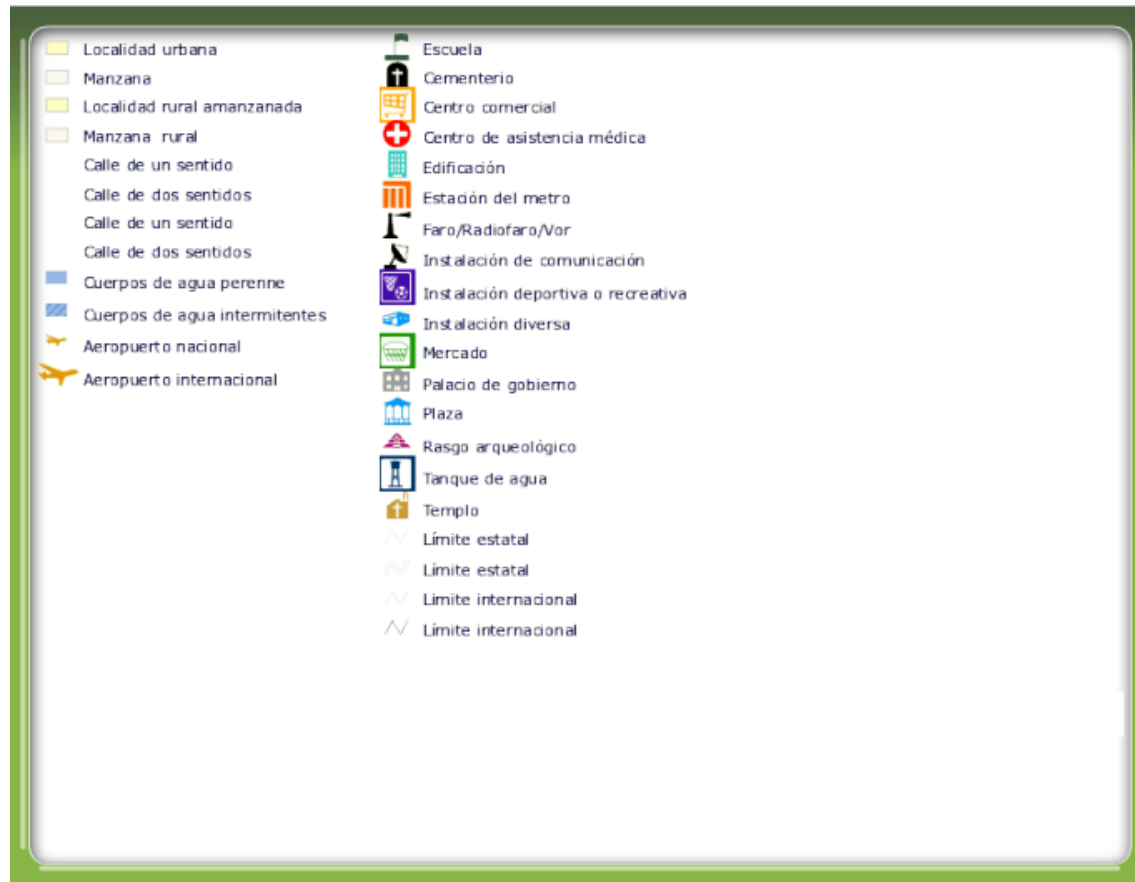 Localidad urbana
Manzana
Localidad rural amanzanada
Manzana rural
Calle de un sentido
Calle de dos sentidos
Calle de un sentido
Calle de dos sentidos
Cuerpos de agua perenne
Cuerpos de agua intermitentes
Aeropuerto nacional
Aeropuerto internacional
Escuela
Cementerio
Centro comercial
Centro de asistencia médica
Edificación
Estación del metro
Faro/Radiofaro/Vor
Instalación de comunicación
Instalación deportiva o recreativa
Instalación diversa
Mercado
Palacio de gobierno
Plaza
Rasgo arqueológico
Tanque de agua
Templo
Límite estatal
Límite estatal
Limite internacional
Límite internacional